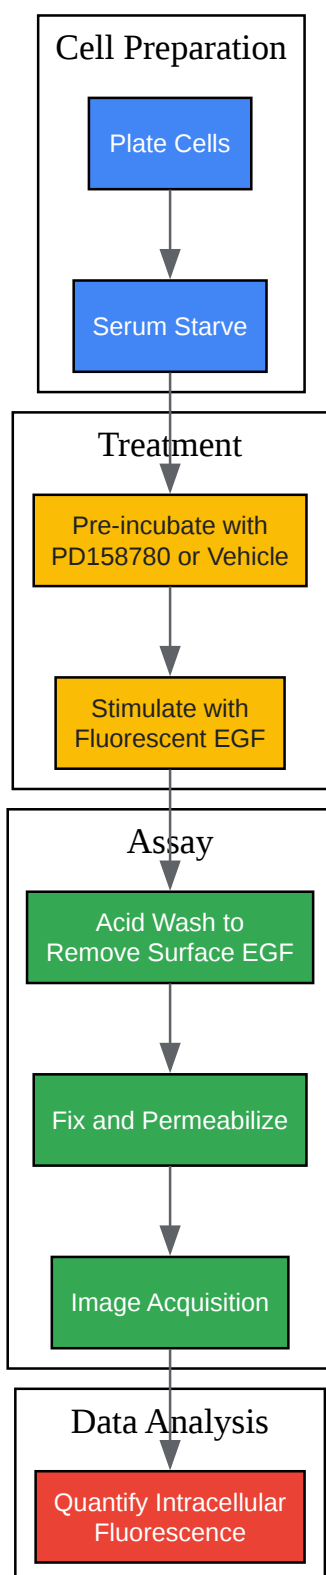 Cell Preparation
Plate Cells
Serum Starve
Treatment
Pre-incubate with
PD158780 or Vehicle
Stimulate with
Fluorescent EGF
Assay
Acid Wash to
Remove Surface EGF
Fix and Permeabilize
Image Acquisition
Data Analysis
Quantify Intracellular
Fluorescence